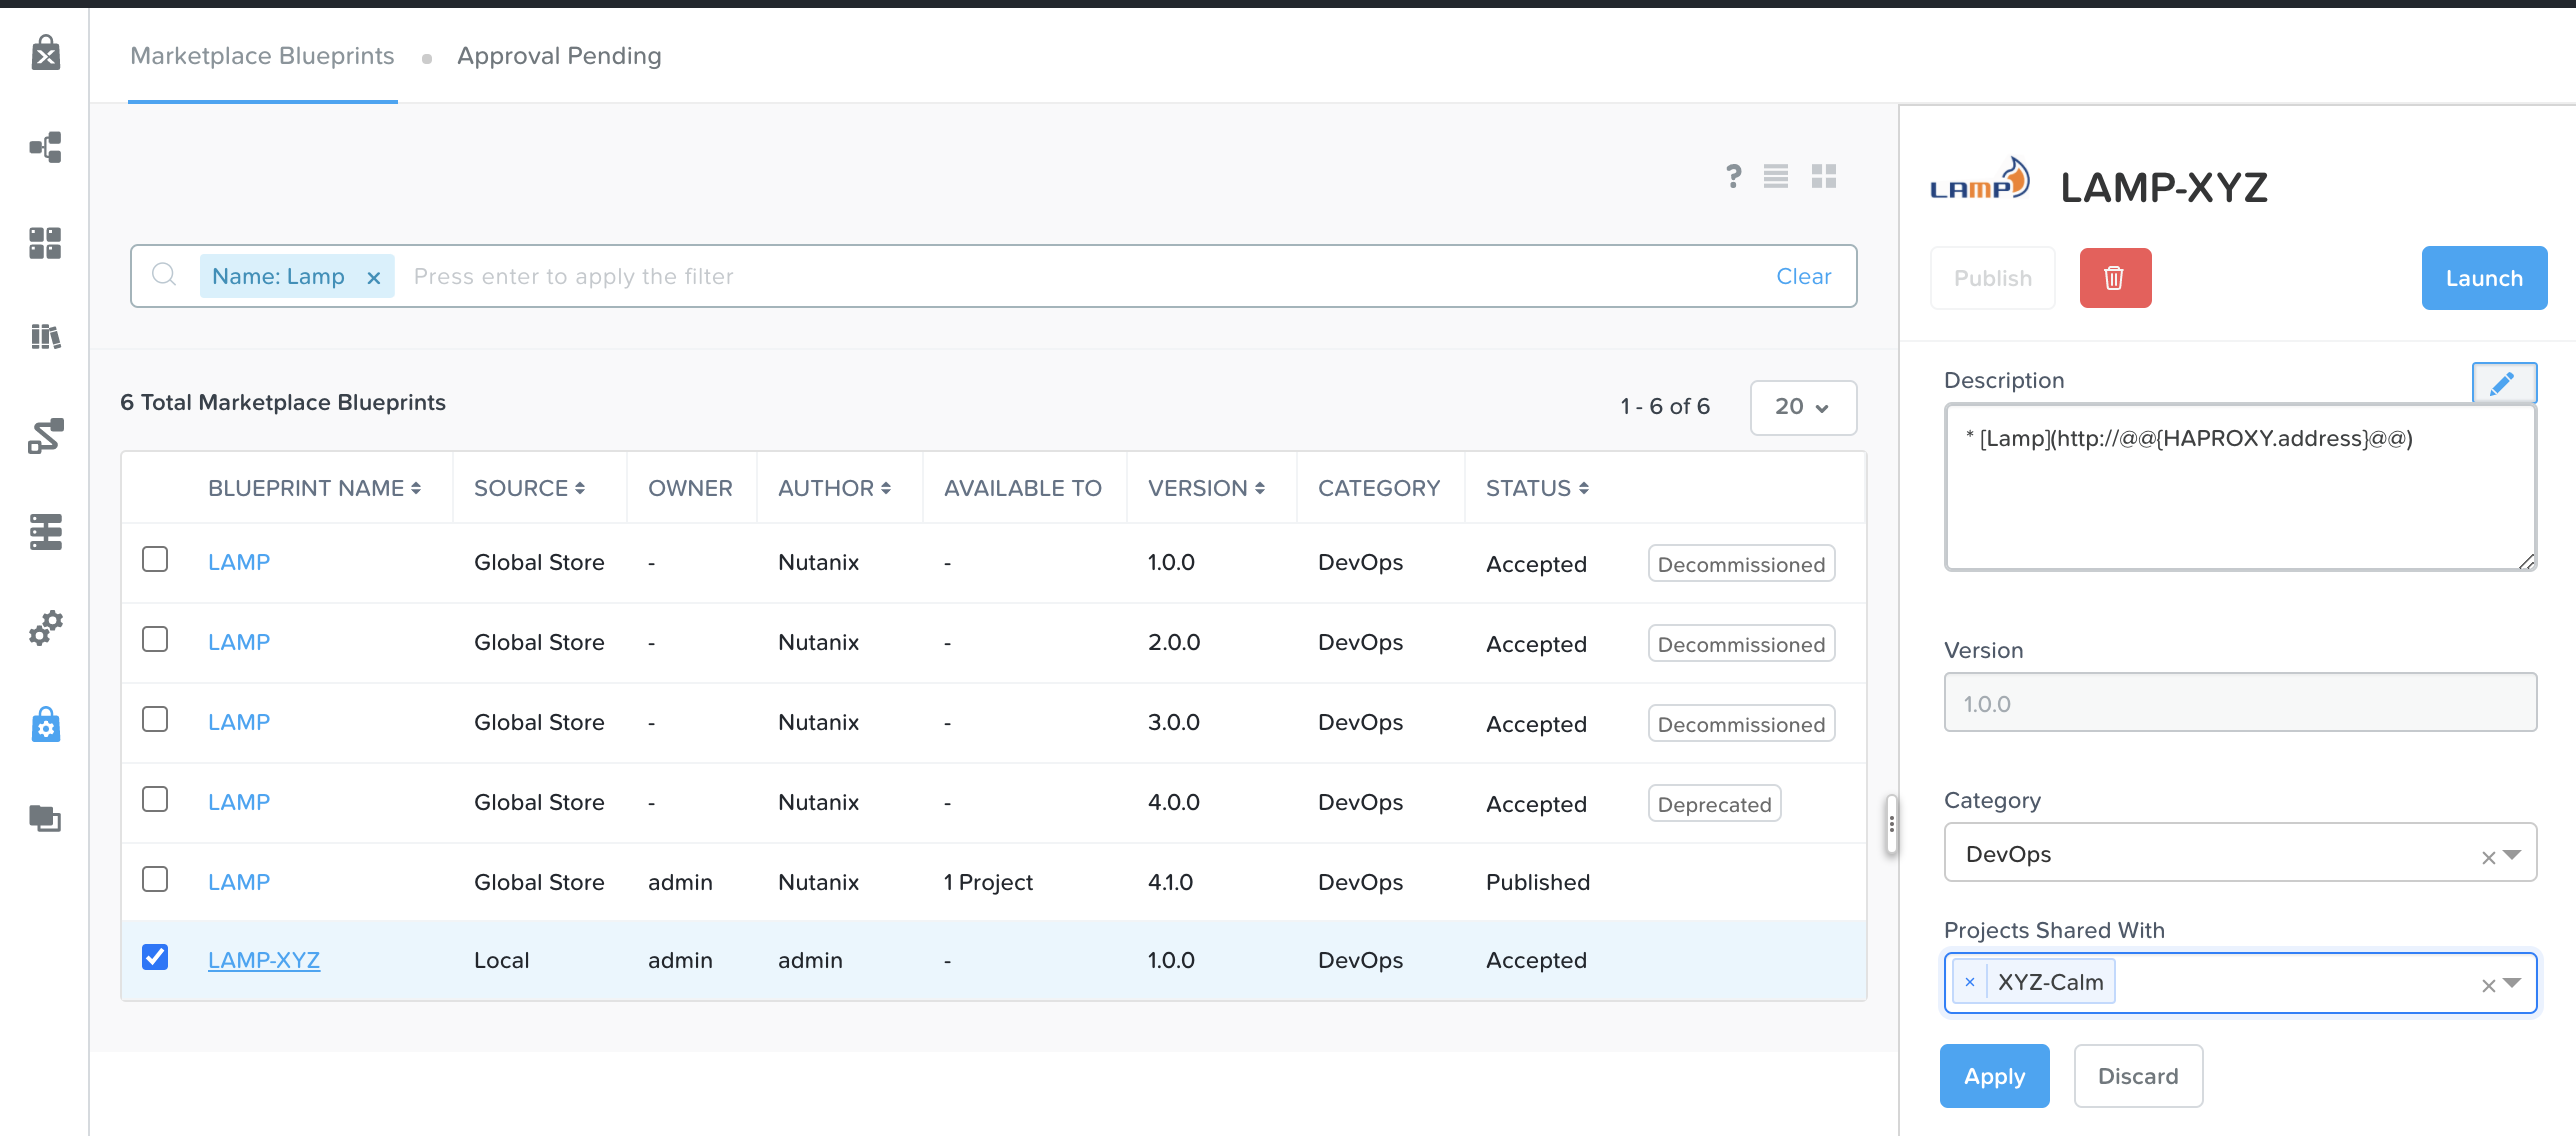 Marketplace Blueprints Approval Pending
?
Name: Lamp × Press enter to apply the filter Clear
6 Total Marketplace Blueprints 1 - 6 of 6 20
BLUEPRINT NAME SOURCE OWNER AUTHOR AVAILABLE TO VERSION CATEGORY STATUS
LAMP Global Store - Nutanix - 1.0.0 DevOps Accepted Decommissioned
LAMP Global Store - Nutanix - 2.0.0 DevOps Accepted Decommissioned
LAMP Global Store - Nutanix - 3.0.0 DevOps Accepted Decommissioned
LAMP Global Store - Nutanix - 4.0.0 DevOps Accepted Deprecated
LAMP Global Store admin Nutanix 1 Project 4.1.0 DevOps Published
LAMP-XYZ Local admin admin - 1.0.0 DevOps Accepted
LAMP LAMP-XYZ
Publish Launch
Description
* [Lamp](http://@@{HAPROXY.address}@@)
Version
1.0.0
Category
DevOps ×
Projects Shared With
× XYZ-Calm ×
Apply Discard